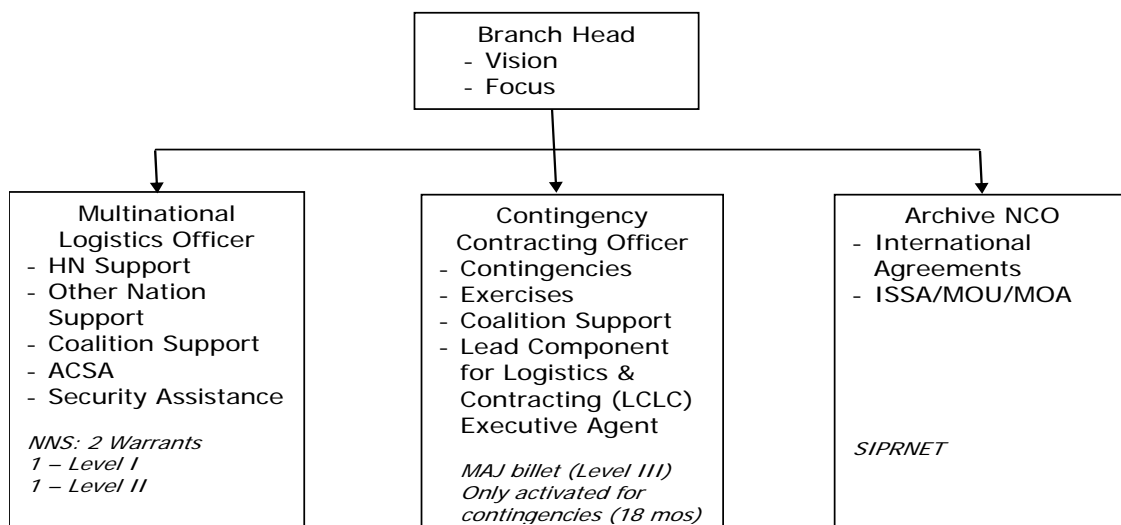 Branch Head
- Vision
- Focus
Multinational
Logistics Officer
- HN Support
- Other Nation
Support
- Coalition Support
- ACSA
- Security Assistance
NNS: 2 Warrants
1 – Level I
1 – Level II
Contingency
Contracting Officer
- Contingencies
- Exercises
- Coalition Support
- Lead Component
for Logistics &
Contracting (LCLC)
Executive Agent
MAJ billet (Level III)
Only activated for
contingencies (18 mos)
Archive NCO
- International
Agreements
- ISSA/MOU/MOA
SIPRNET